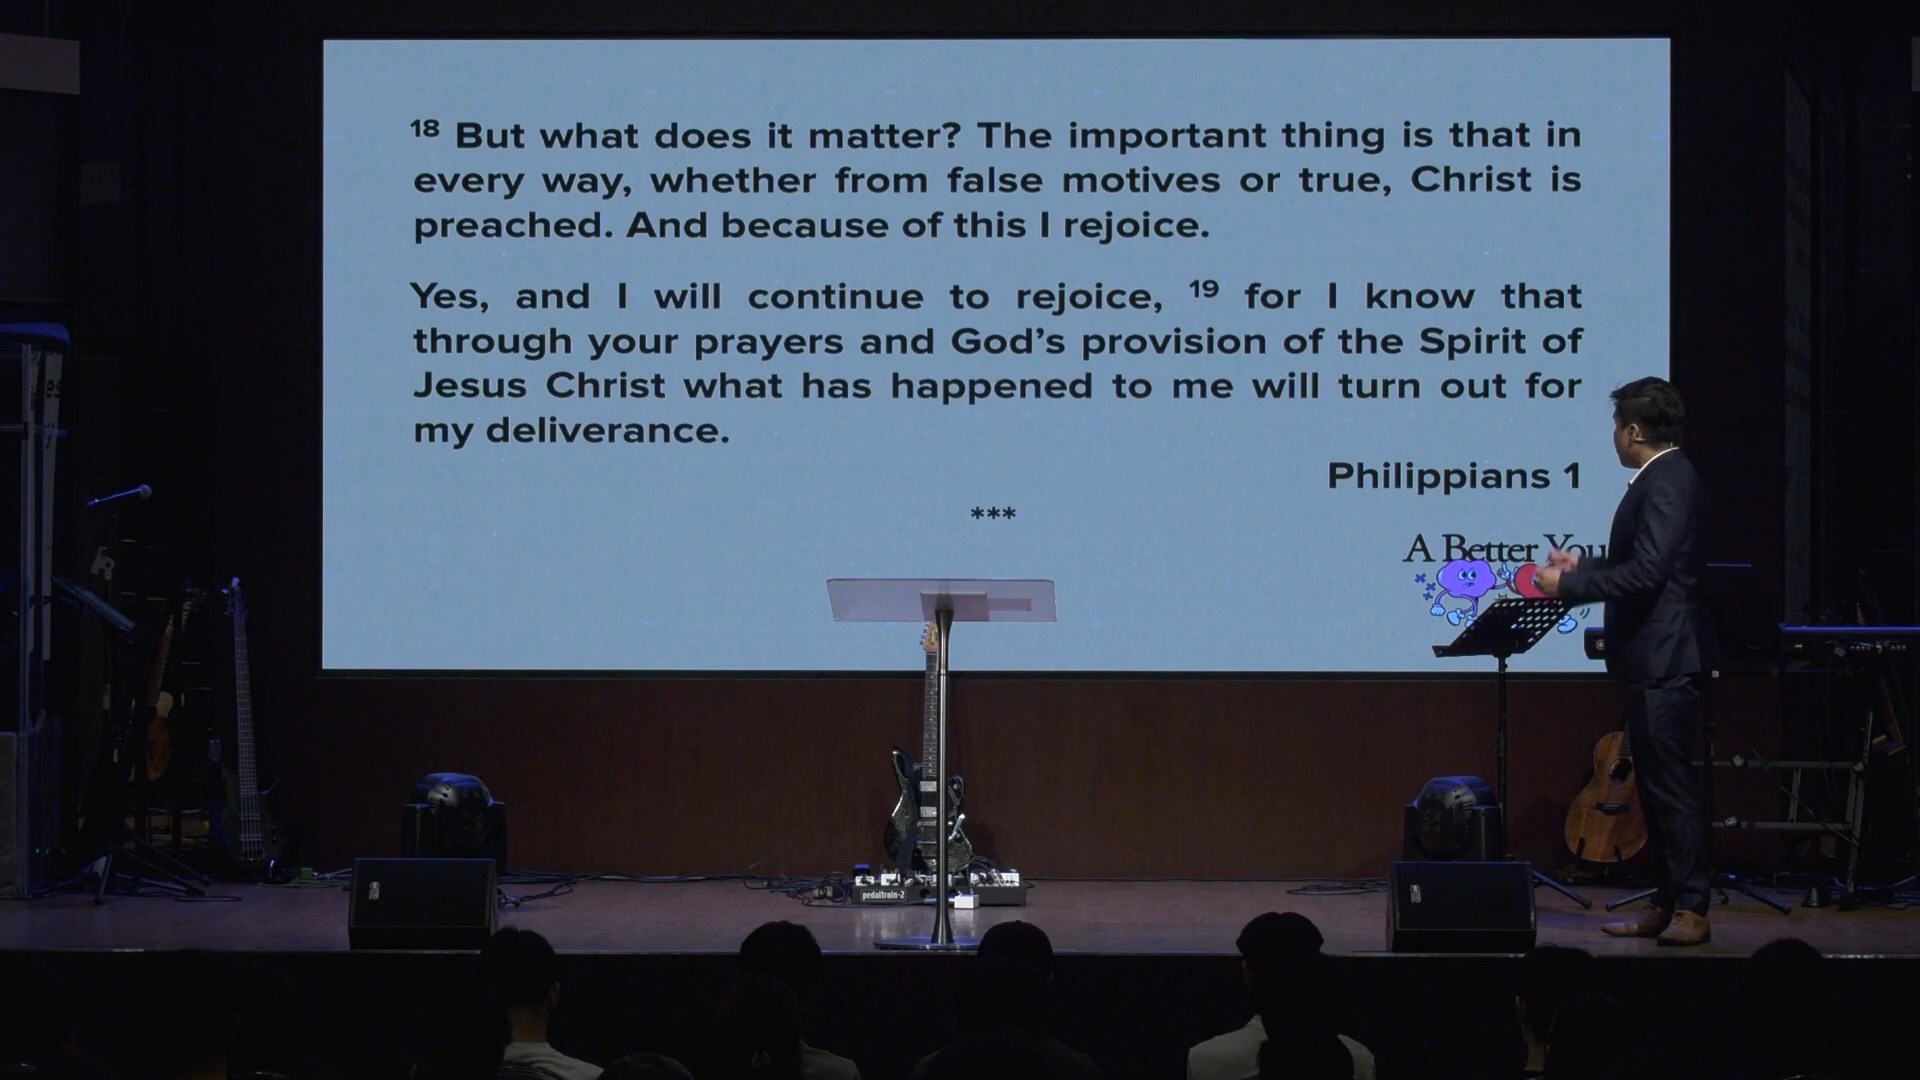 18 But what does it matter? The important thing is that in
every way, whether from false motives or true, Christ is
preached. And because of this I rejoice.
Yes, and I will continue to rejoice, 19 for I know that
through your prayers and God’s provision of the Spirit of
Jesus Christ what has happened to me will turn out for
my deliverance.
Philippians 1
***
A Better You
pedaltrain-2